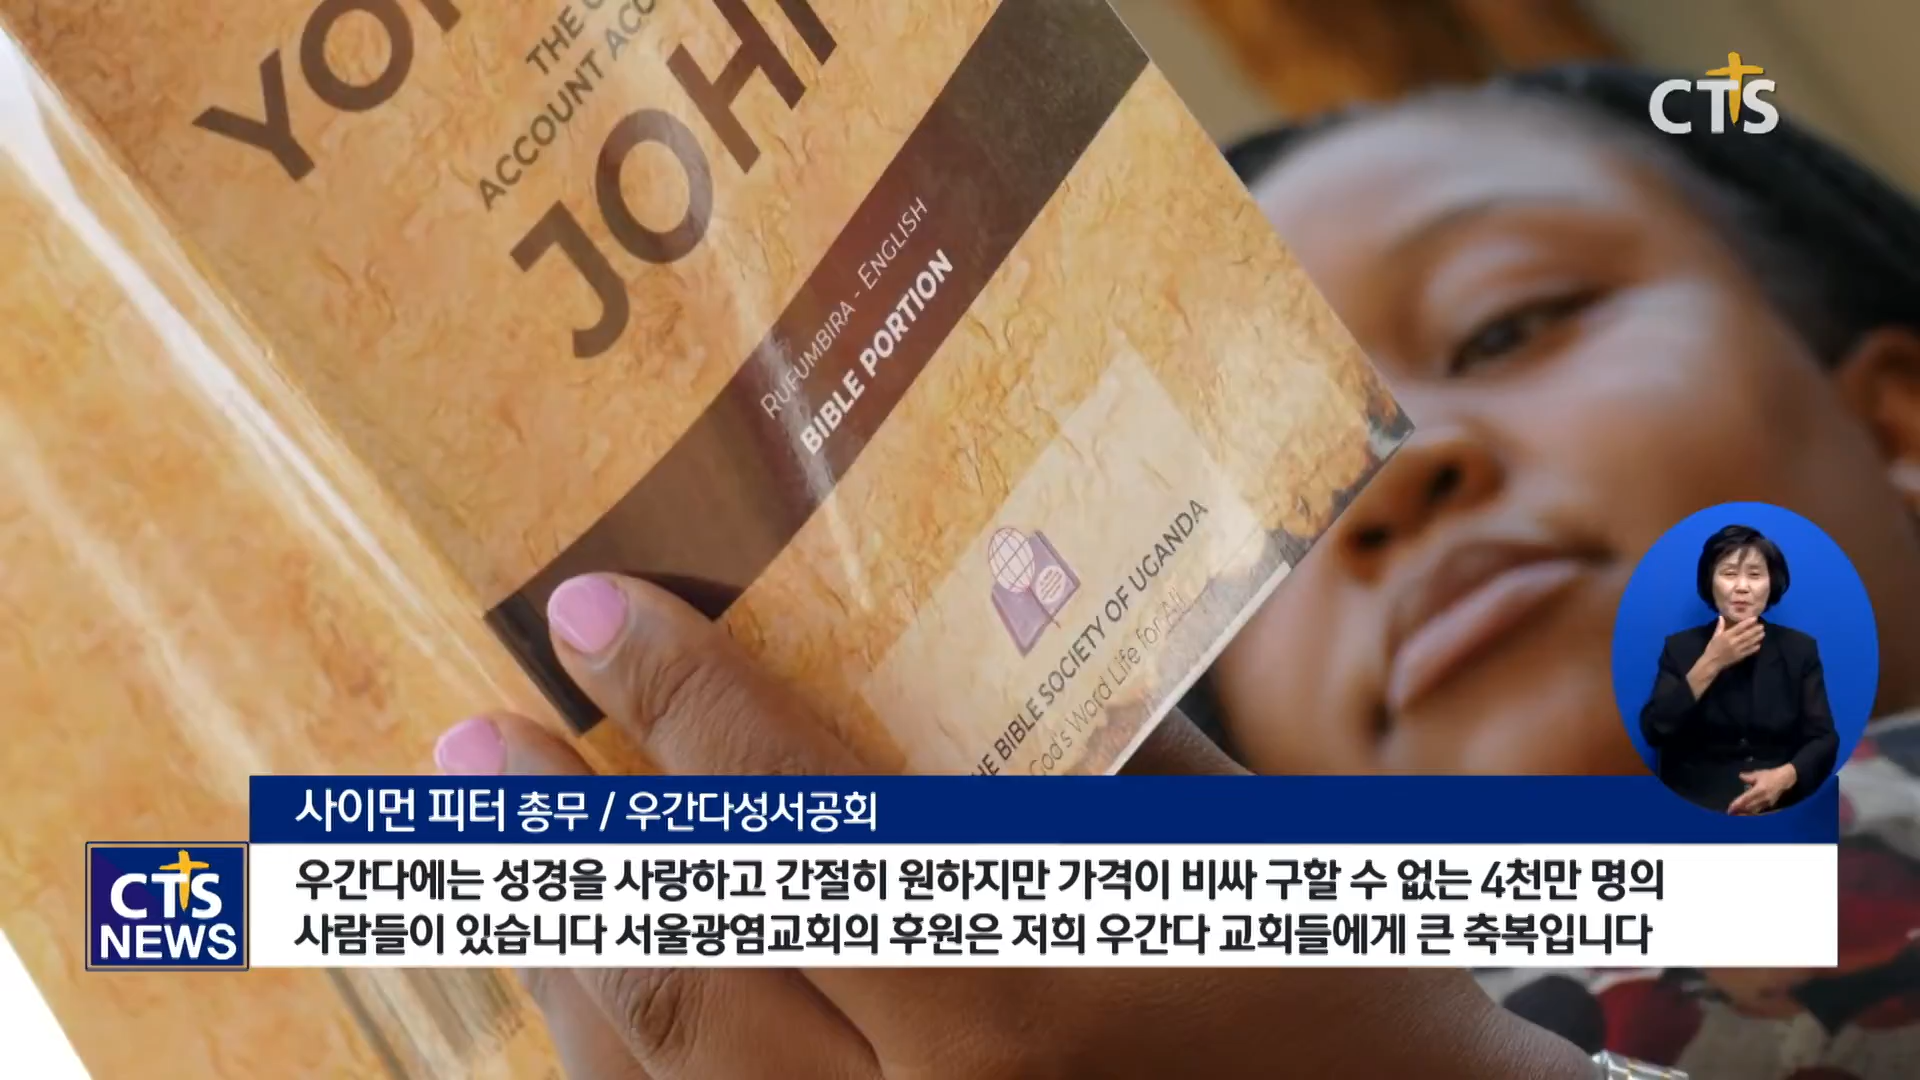 CTS
THE
ACCOUNT
JOHN
RUFUMBIRA - ENGLISH
BIBLE PORTION
THE BIBLE SOCIETY OF UGANDA
God's Word Life for All
사이먼 피터 총무 / 우간다성서공회
우간다에는 성경을 사랑하고 간절히 원하지만 가격이 비싸 구할 수 없는 4천만 명의
사람들이 있습니다 서울광염교회의 후원은 저희 우간다 교회들에게 큰 축복입니다
CTS
NEWS